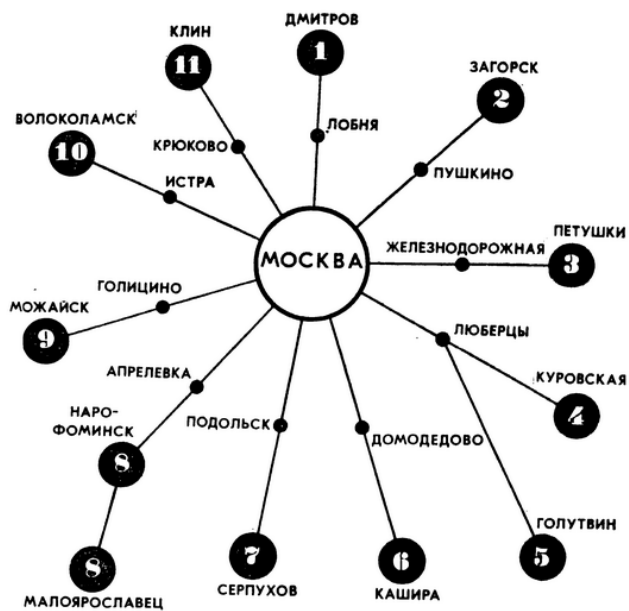 ДМИТРОВ
1
КЛИН
11
ЗАГОРСК
2
ВОЛОКОЛАМСК
10
ЛОБНЯ
КРЮКОВО
ПУШКИНО
ИСТРА
МОСКВА
ЖЕЛЕЗНОДОРОЖНАЯ
ПЕТУШКИ
3
ГОЛИЦИНО
МОЖАЙСК
9
ЛЮБЕРЦЫ
АПРЕЛЕВКА
КУРОВСКАЯ
4
НАРО-
ФОМИНСК
8
ПОДОЛЬСК
ДОМОДЕДОВО
ГОЛУТВИН
5
8
МАЛОЯРОСЛАВЕЦ
7
СЕРПУХОВ
6
КАШИРА